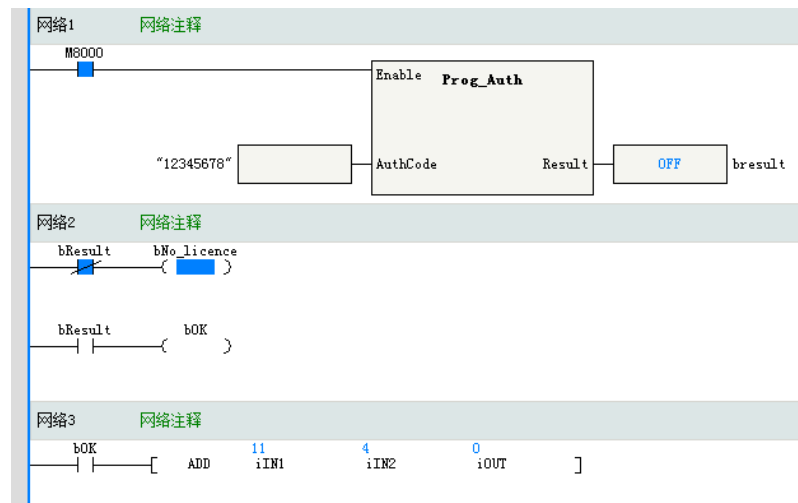 网络1 网络注释
M8000
Enable Prog_Auth
"12345678" AuthCode Result OFF bresult
网络2 网络注释
bResult bNo_licence
bResult bOK
网络3 网络注释
bOK 11 4 0
ADD iIN1 iIN2 iOUT